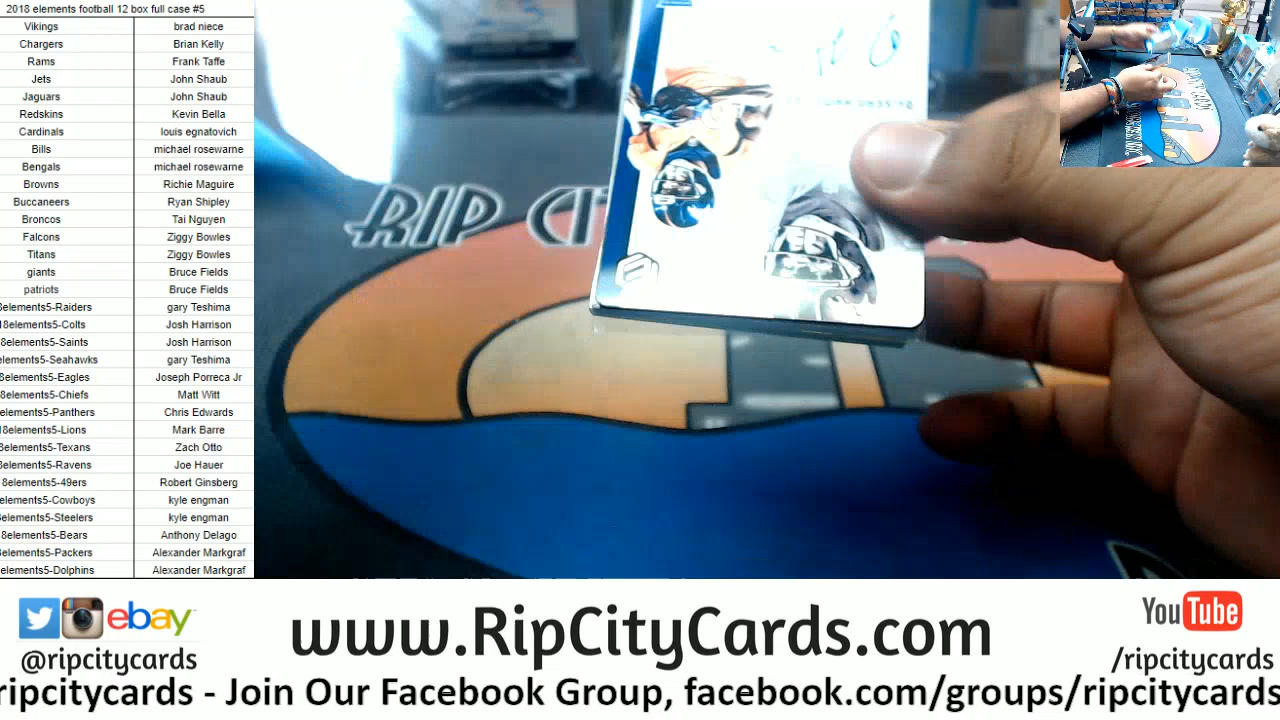 2018 elements football 12 box full case #5
Vikings brad niece
Chargers Brian Kelly
Rams Frank Taffe
Jets John Shaub
Jaguars John Shaub
Redskins Kevin Bella
Cardinals louis egnatovich
Bills michael rosewarne
Bengals michael rosewarne
Browns Richie Maguire
Buccaneers Ryan Shipley
Broncos Tai Nguyen
Falcons Ziggy Bowles
Titans Ziggy Bowles
giants Bruce Fields
patriots Bruce Fields
8elements5-Raiders gary Teshima
18elements5-Colts Josh Harrison
8elements5-Saints Josh Harrison
elements5-Seahawks gary Teshima
8elements5-Eagles Joseph Porreca Jr
8elements5-Chiefs Matt Witt
elements5-Panthers Chris Edwards
18elements5-Lions Mark Barre
8elements5-Texans Zach Otto
8elements5-Ravens Joe Hauer
8elements5-49ers Robert Ginsberg
elements5-Cowboys kyle engman
8elements5-Steelers kyle engman
8elements5-Bears Anthony Delago
elements5-Packers Alexander Markgraf
elements5-Dolphins Alexander Markgraf
RIP CI
ebay
@ripcitycards
www.RipCityCards.com
YouTube
/ripcitycards
ripcitycards - Join Our Facebook Group, facebook.com/groups/ripcitycards